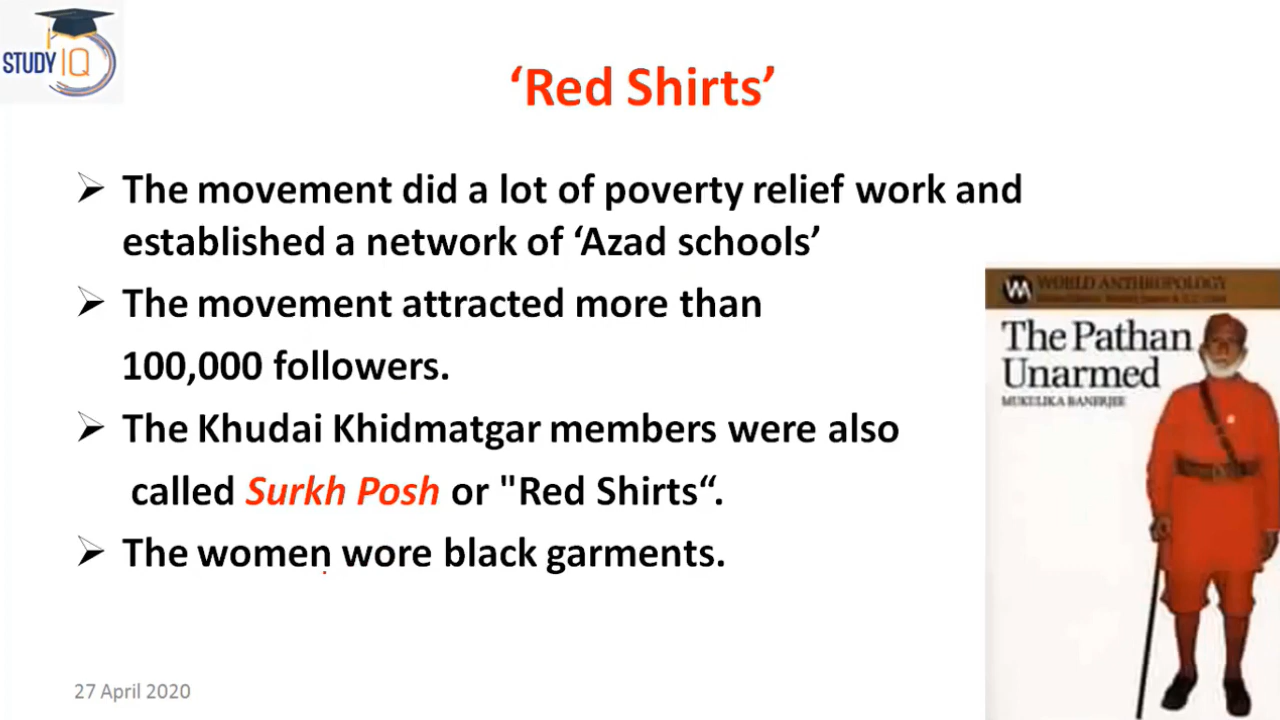 STUDY IQ
‘Red Shirts’
➢ The movement did a lot of poverty relief work and
established a network of ‘Azad schools’
➢ The movement attracted more than
100,000 followers.
➢ The Khudai Khidmatgar members were also
called Surkh Posh or "Red Shirts“.
➢ The women wore black garments.
WORLD ANTHROPOLOGY
The Pathan
Unarmed
MUKULIKA BANERJEE
27 April 2020